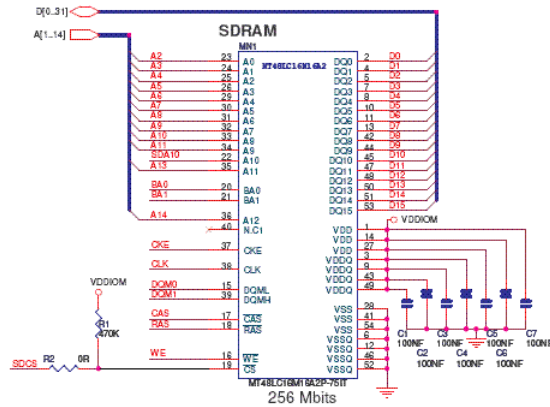 D[0..31]
A[1..14]
SDRAM
MN1
MT48LC16M16A2
A2 23 A0 DQ0 2 D0
A3 24 A1 DQ1 4 D1
A4 25 A2 DQ2 5 D2
A5 26 A3 DQ3 7 D3
A6 29 A4 DQ4 8 D4
A7 30 A5 DQ5 10 D5
A8 31 A6 DQ6 11 D6
A9 32 A7 DQ7 13 D7
A10 33 A8 DQ8 42 D8
A11 34 A9 DQ9 44 D9
SDA10 22 A10 DQ10 45 D10
A13 35 A11 DQ11 47 D11
DQ12 48 D12
BA0 20 BA0 DQ13 50 D13
BA1 21 BA1 DQ14 51 D14
DQ15 53 D15
A14 36 A12
40 N.C1
VDDIOM
VDD 1
VDD 14
CKE 37 CKE VDD 27
VDDQ 3
CLK 38 CLK VDDQ 9
VDDQ 43
DQM0 15 DQML VDDQ 49
DQM1 39 DQMH
VDDIOM
CAS 17 CAS VSS 28
RAS 18 RAS VSS 41
VSS 54
VSSQ 6
VSSQ 12
WE 16 WE VSSQ 46
19 CS VSSQ 52
R1
470K
SDCS R2 0R
C1 C3 C5 C7
100NF 100NF 100NF 100NF
C2 C4 C6
100NF 100NF 100NF
MT48LC16M16A2P-75IT
256 Mbits